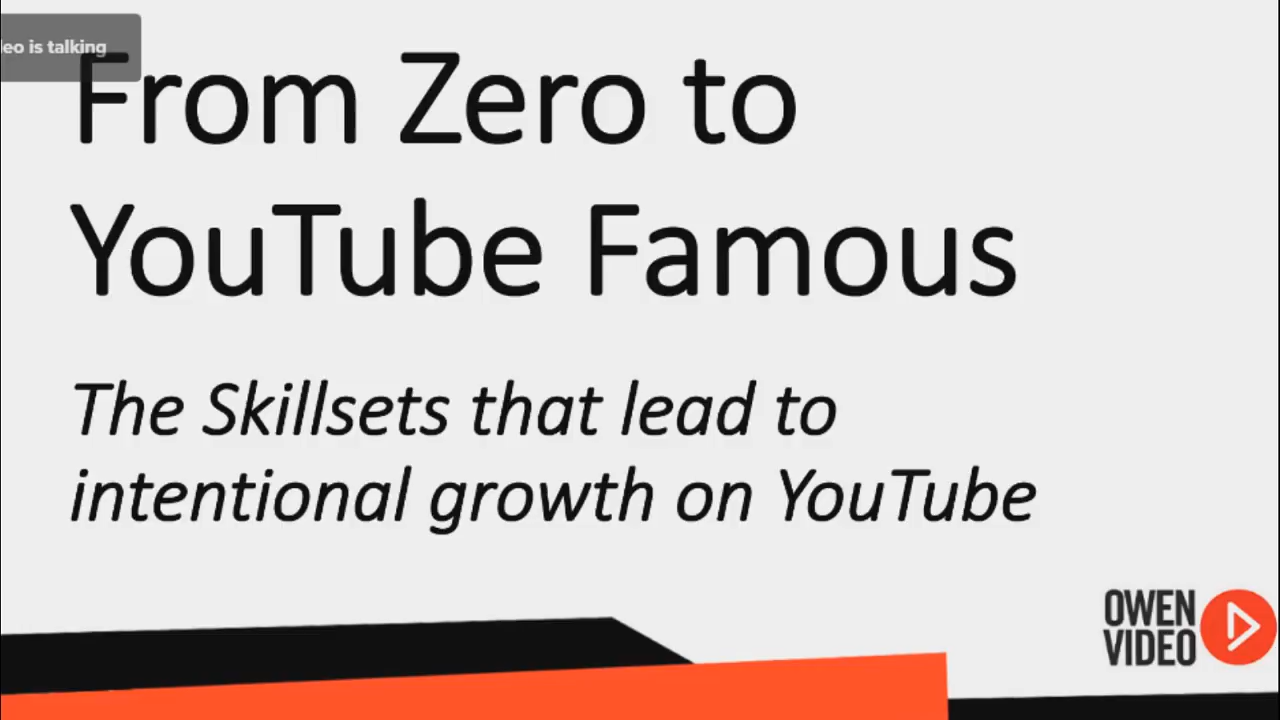 is talking
From Zero to
YouTube Famous
The Skillsets that lead to
intentional growth on YouTube
OWEN
VIDEO